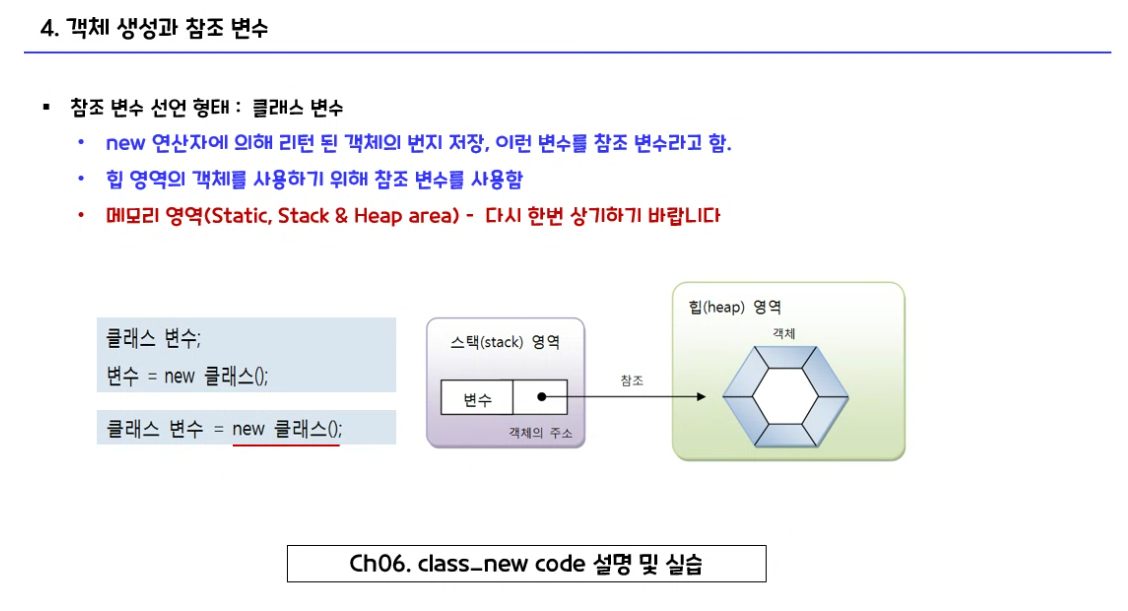 4. 객체 생성과 참조 변수
▪ 참조 변수 선언 형태 : 클래스 변수
• new 연산자에 의해 리턴 된 객체의 번지 저장, 이런 변수를 참조 변수라고 함.
• 힙 영역의 객체를 사용하기 위해 참조 변수를 사용함
• 메모리 영역(Static, Stack & Heap area) - 다시 한번 상기하기 바랍니다
클래스 변수;
변수 = new 클래스();
클래스 변수 = new 클래스();
스택(stack) 영역
변수
객체의 주소
참조
힙(heap) 영역
객체
Ch06. class_new code 설명 및 실습